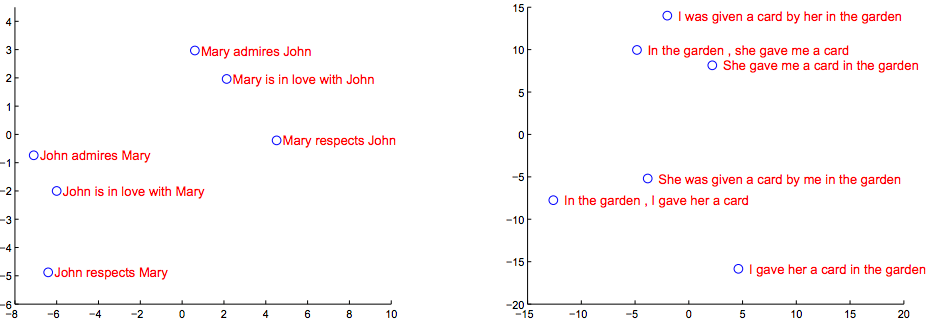 4
3
2
1
0
−1
−2
−3
−4
−5
−6
−8 −6 −4 −2 0 2 4 6 8 10
Mary admires John
Mary is in love with John
Mary respects John
John admires Mary
John is in love with Mary
John respects Mary
15
10
5
0
−5
−10
−15
−20
−15 −10 −5 0 5 10 15 20
I was given a card by her in the garden
In the garden , she gave me a card
She gave me a card in the garden
She was given a card by me in the garden
In the garden , I gave her a card
I gave her a card in the garden